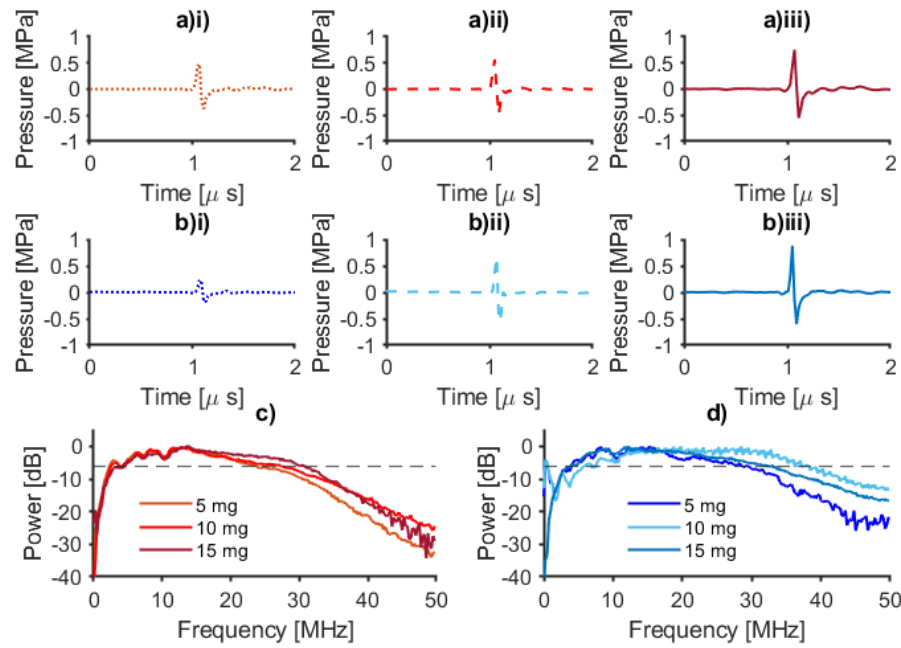 a)i)
a)ii)
a)iii)
Pressure [MPa]
1
0.5
0
-0.5
-1
0
1
2
Time [μ s]
Pressure [MPa]
1
0.5
0
-0.5
-1
0
1
2
Time [μ s]
Pressure [MPa]
1
0.5
0
-0.5
-1
0
1
2
Time [μ s]
b)i)
b)ii)
b)iii)
Pressure [MPa]
1
0.5
0
-0.5
-1
0
1
2
Time [μ s]
Pressure [MPa]
1
0.5
0
-0.5
-1
0
1
2
Time [μ s]
Pressure [MPa]
1
0.5
0
-0.5
-1
0
1
2
Time [μ s]
c)
Power [dB]
0
-10
-20
-30
-40
5 mg
10 mg
15 mg
0
10
20
30
40
50
Frequency [MHz]
d)
Power [dB]
0
-10
-20
-30
-40
5 mg
10 mg
15 mg
0
10
20
30
40
50
Frequency [MHz]